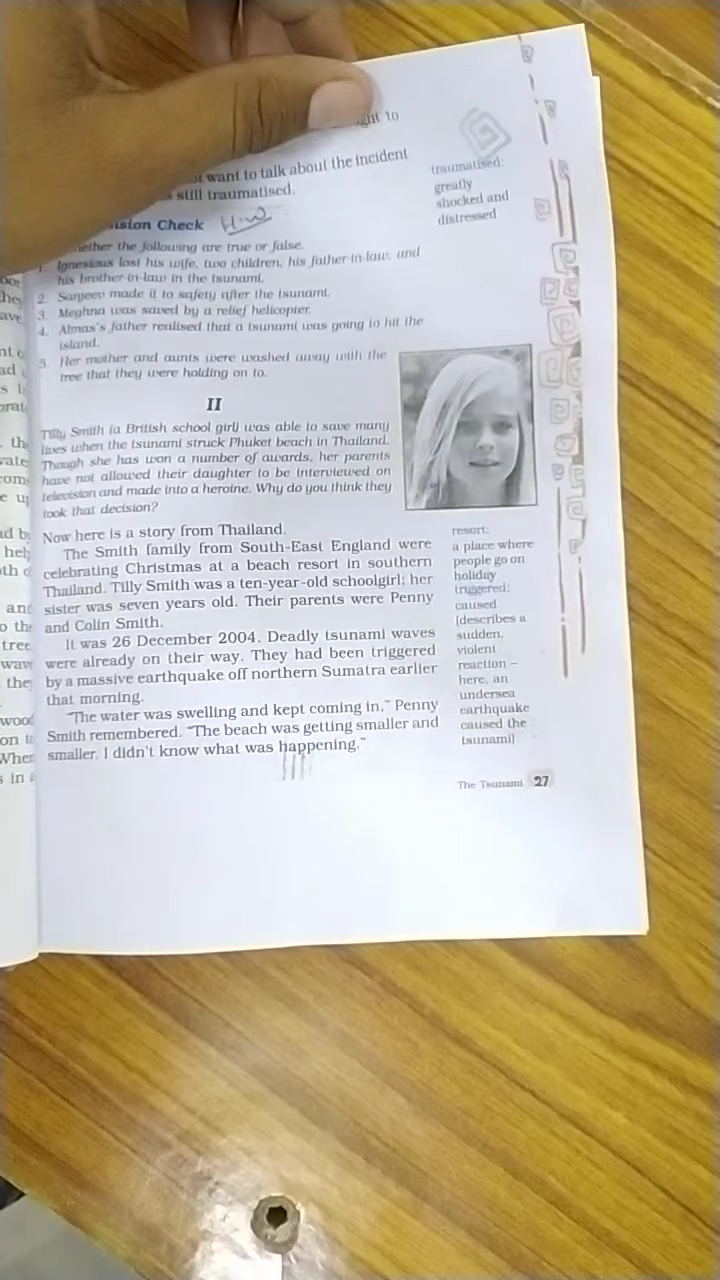 ught to
ot want to talk about the incident
still traumatised.
traumatised:
greatly
shocked and
distressed
sion Check H.W
ether the following are true or false.
1. Ignesious lost his wife, two children, his father-in-law, and
his brother-in-law in the tsunami.
2. Sanjeev made it to safety after the tsunami.
3. Meghna was saved by a relief helicopter.
4. Almas's father realised that a tsunami was going to hit the
island.
5. Her mother and aunts were washed away with the
tree that they were holding on to.
II
Tilly Smith (a British school girl) was able to save many
lives when the tsunami struck Phuket beach in Thailand.
Though she has won a number of awards, her parents
have not allowed their daughter to be interviewed on
television and made into a heroine. Why do you think they
took that decision?
Now here is a story from Thailand.
The Smith family from South-East England were
celebrating Christmas at a beach resort in southern
Thailand. Tilly Smith was a ten-year-old schoolgirl; her
sister was seven years old. Their parents were Penny
and Colin Smith.
It was 26 December 2004. Deadly tsunami waves
were already on their way. They had been triggered
by a massive earthquake off northern Sumatra earlier
that morning.
"The water was swelling and kept coming in," Penny
Smith remembered. "The beach was getting smaller and
smaller. I didn't know what was happening."
resort:
a place where
people go on
holiday
triggered:
caused
(describes a
sudden,
violent
reaction –
here, an
undersea
earthquake
caused the
tsunami)
The Tsunami 27